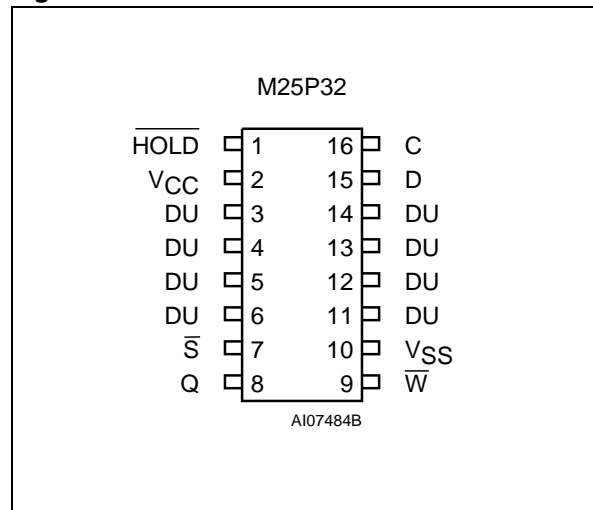 M25P32
HOLD 1 16 C
VCC 2 15 D
DU 3 14 DU
DU 4 13 DU
DU 5 12 DU
DU 6 11 DU
S 7 10 VSS
Q 8 9 W
AI07484B